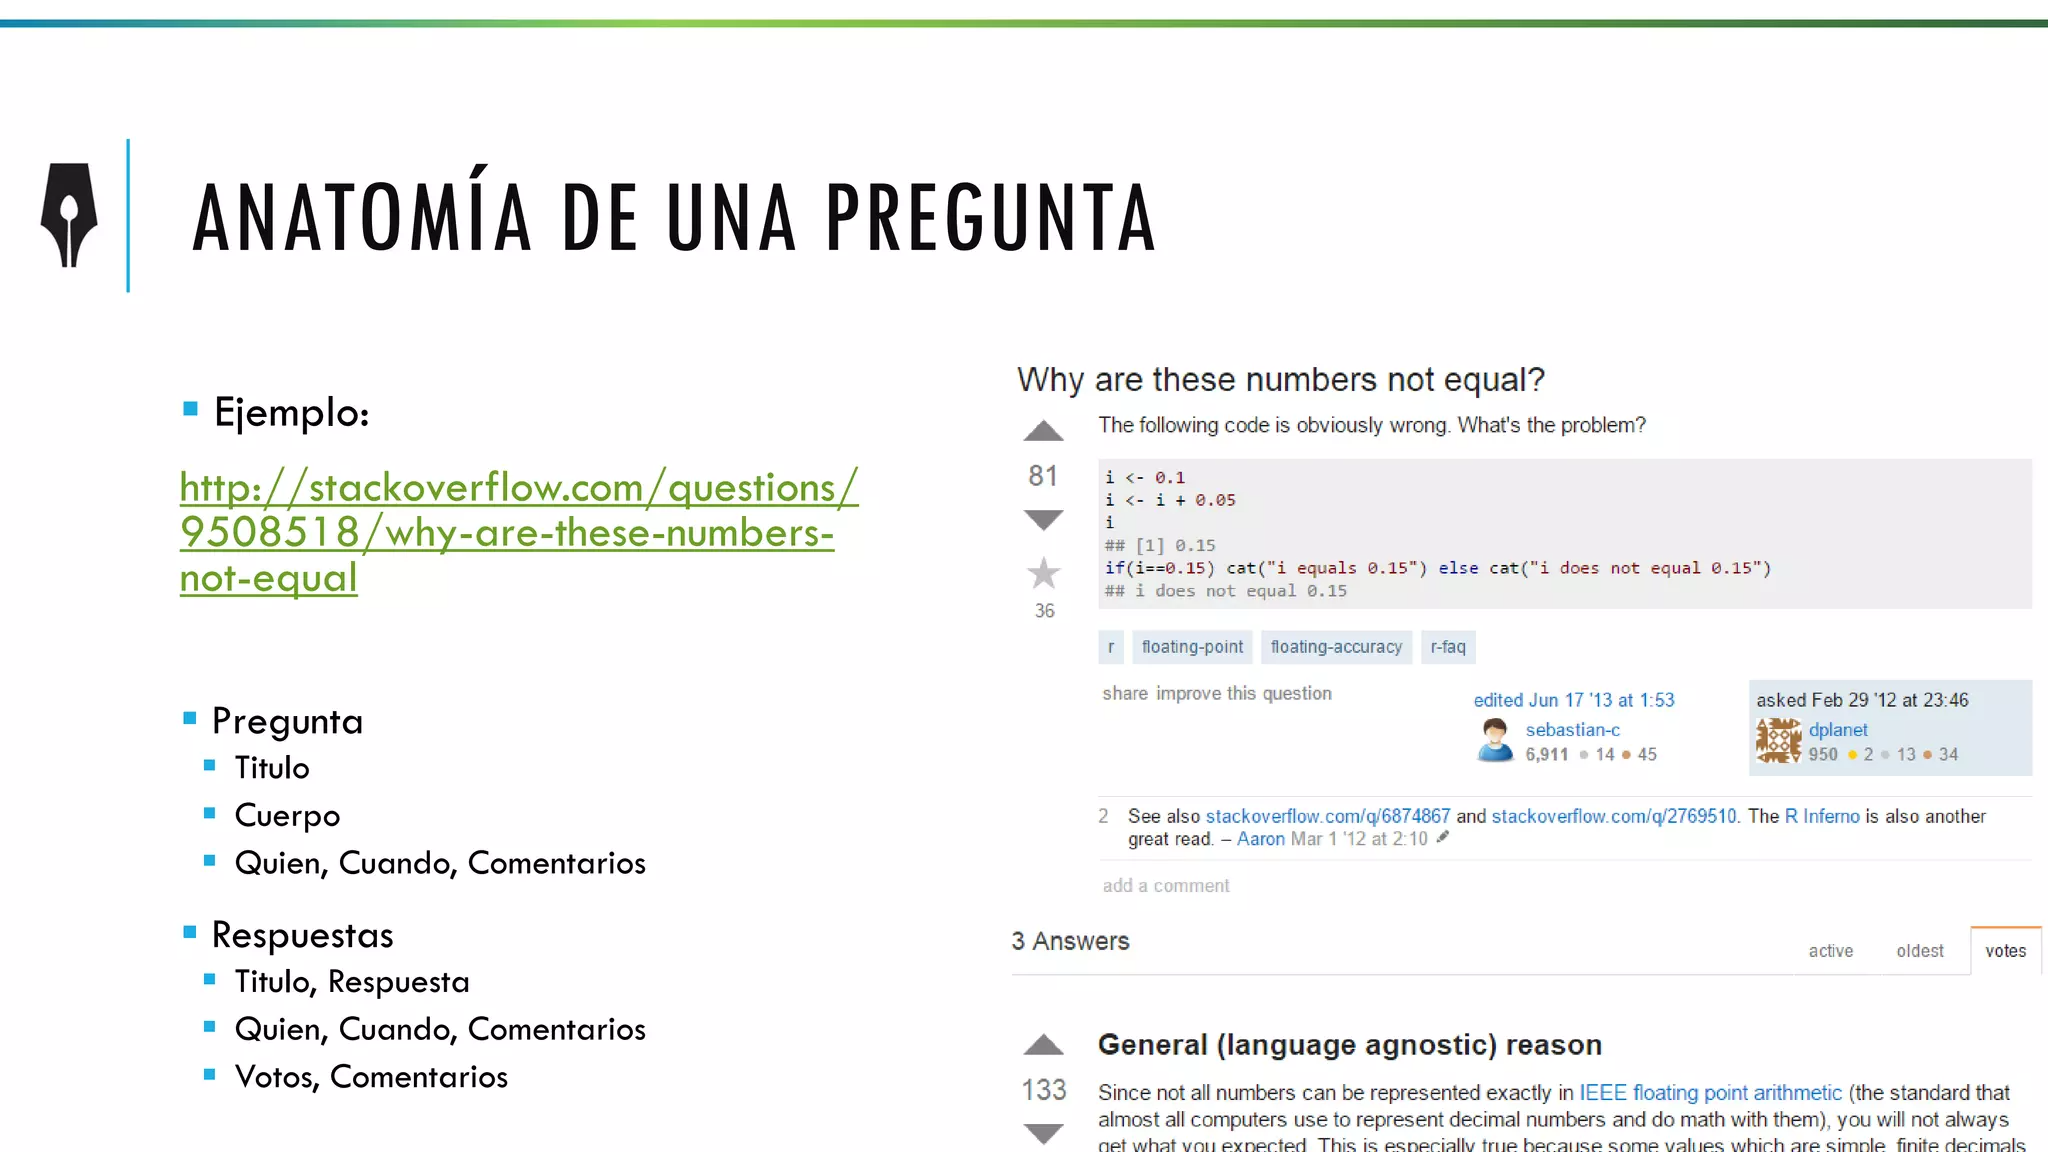 ANATOMÍA DE UNA PREGUNTA
Ejemplo:
http://stackoverflow.com/questions/
9508518/why-are-these-numbers-
not-equal
Pregunta
Titulo
Cuerpo
Quien, Cuando, Comentarios
Respuestas
Titulo, Respuesta
Quien, Cuando, Comentarios
Votos, Comentarios
Why are these numbers not equal?
The following code is obviously wrong. What's the problem?
81
36
i <- 0.1
i <- i + 0.05
i
## [1] 0.15
if(i==0.15) cat("i equals 0.15") else cat("i does not equal 0.15")
## i does not equal 0.15
r floating-point floating-accuracy r-faq
share improve this question
edited Jun 17 '13 at 1:53
sebastian-c
6,911 14 45
asked Feb 29 '12 at 23:46
dplanet
950 2 13 34
2 See also stackoverflow.com/q/6874867 and stackoverflow.com/q/2769510. The R Inferno is also another
great read. – Aaron Mar 1 '12 at 2:10
add a comment
3 Answers
active oldest votes
133
General (language agnostic) reason
Since not all numbers can be represented exactly in IEEE floating point arithmetic (the standard that
almost all computers use to represent decimal numbers and do math with them), you will not always
get what you expected. This is especially true because some values which are simple, finite decimals